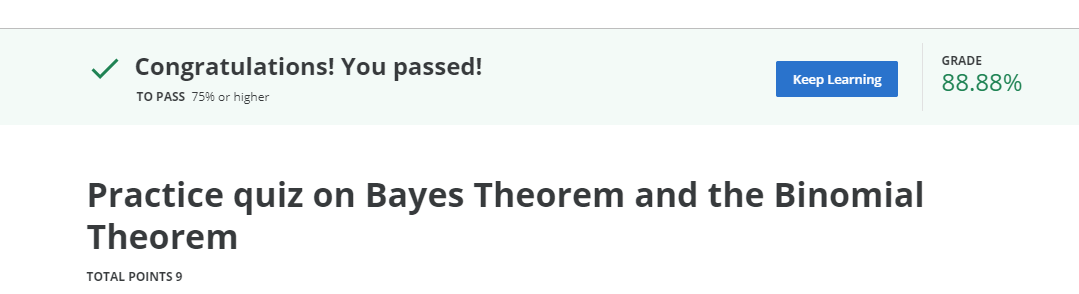 Congratulations! You passed!
TO PASS 75% or higher
Keep Learning
GRADE
88.88%
Practice quiz on Bayes Theorem and the Binomial
Theorem
TOTAL POINTS 9